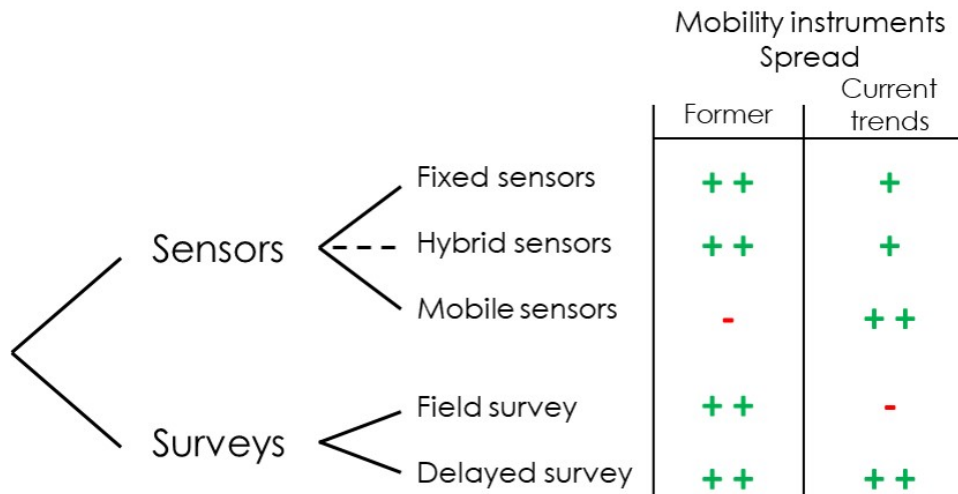 Mobility instruments
Spread
Former
Current
trends
Fixed sensors ++ +
Sensors
Hybrid sensors ++ +
Mobile sensors - ++
Field survey ++ -
Surveys
Delayed survey ++ ++